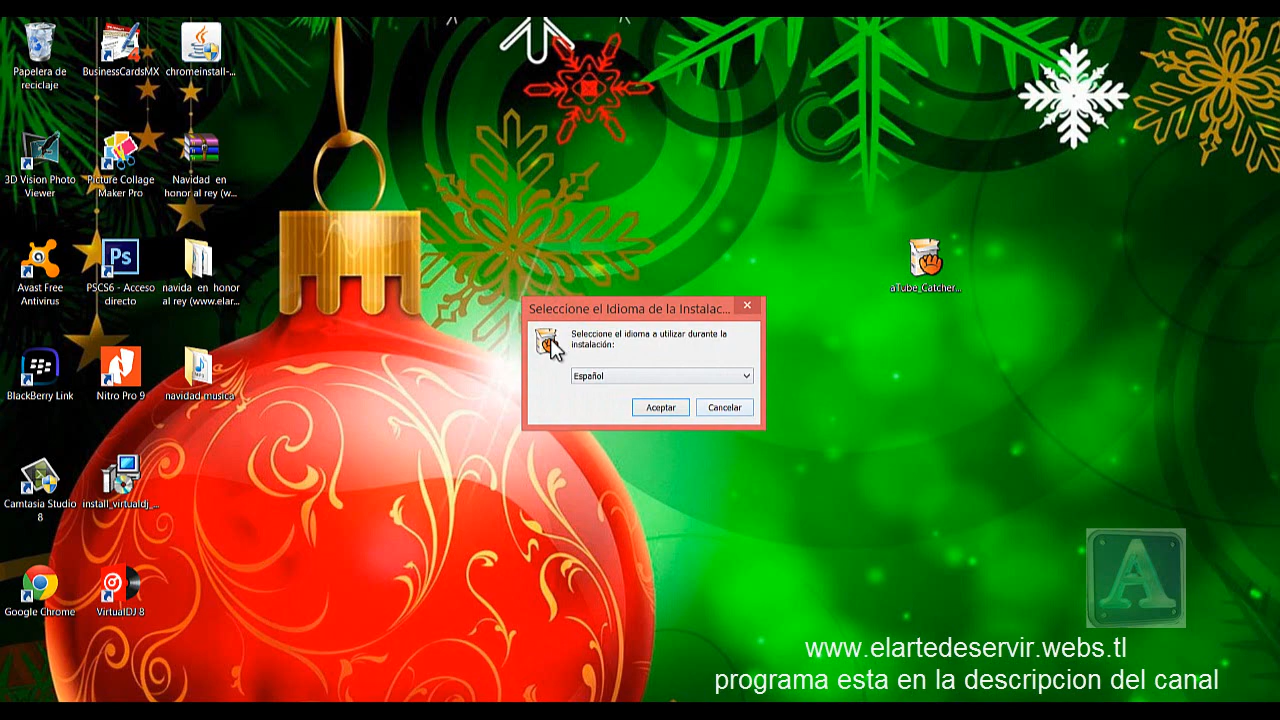 Papelera de
reciclaje
BusinessCardsMX
chromeinstall-...
3D Vision Photo
Viewer
Picture Collage
Maker Pro
Navidad en
honor al rey (w...
Avast Free
Antivirus
Ps
PSCS6 - Acceso
directo
navida en honor
al rey (www.elar...
aTube_Catcher...
Seleccione el Idioma de la Instalac...
Seleccione el idioma a utilizar durante la
instalación:
Español
Aceptar
Cancelar
BlackBerry Link
Nitro Pro 9
MP3
navidad musica
Camtasia Studio
8
install_virtualdj_...
Google Chrome
VirtualDJ 8
A
www.elartedeservir.webs.tl
programa esta en la descripcion del canal